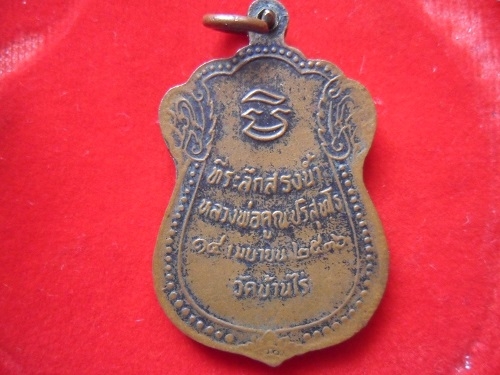 ที่ระลึกสรงน้ำ
หลวงพ่อคูณปริสุทฺโธ
๑๕ เมษายน ๒๕๓๖
วัดบ้านไร่